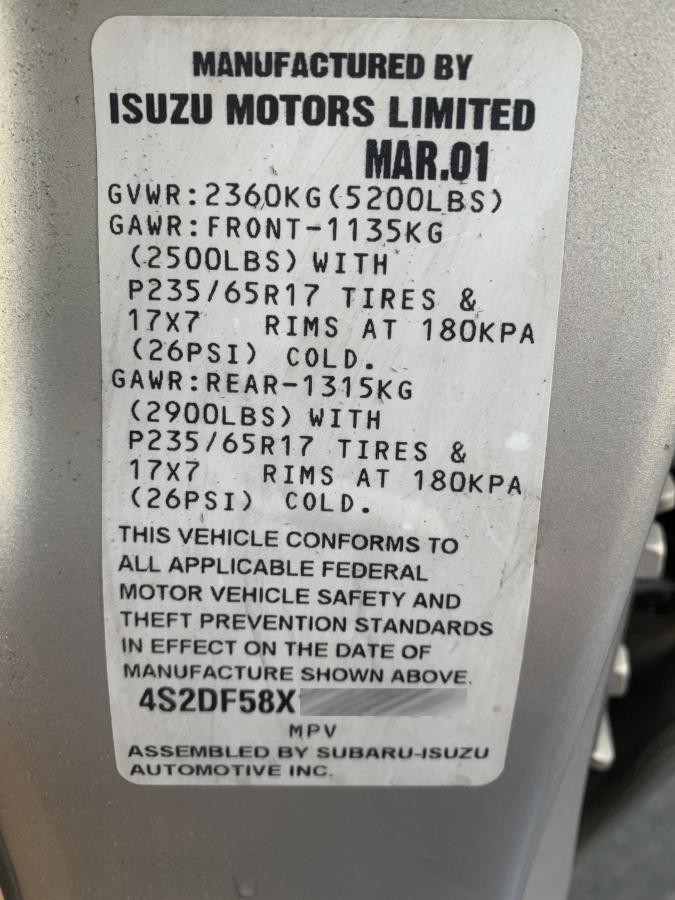 MANUFACTURED BY
ISUZU MOTORS LIMITED
MAR.01
GVWR:2360KG(5200LBS)
GAWR:FRONT-1135KG
(2500LBS) WITH
P235/65R17 TIRES &
17X7 RIMS AT 180KPA
(26PSI) COLD.
GAWR:REAR-1315KG
(2900LBS) WITH
P235/65R17 TIRES &
17X7 RIMS AT 180KPA
(26PSI) COLD.
THIS VEHICLE CONFORMS TO
ALL APPLICABLE FEDERAL
MOTOR VEHICLE SAFETY AND
THEFT PREVENTION STANDARDS
IN EFFECT ON THE DATE OF
MANUFACTURE SHOWN ABOVE.
4S2DF58X
MPV
ASSEMBLED BY SUBARU-ISUZU
AUTOMOTIVE INC.